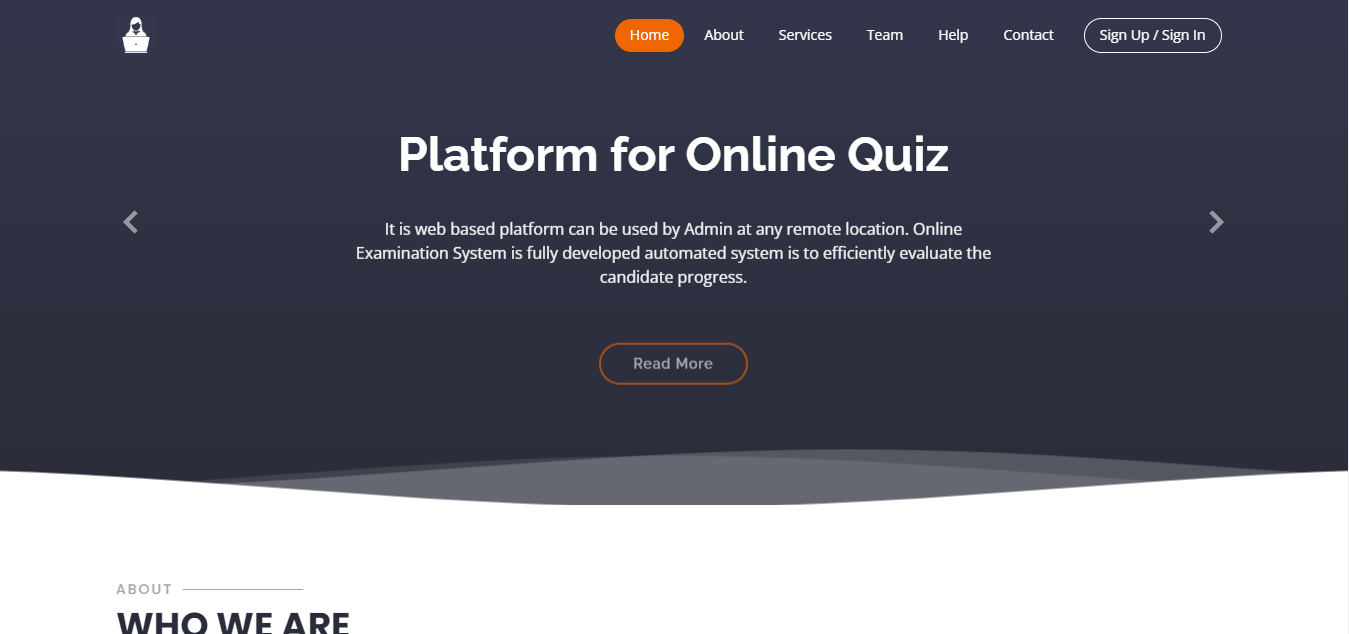 Home About Services Team Help Contact Sign Up / Sign In
Platform for Online Quiz
It is web based platform can be used by Admin at any remote location. Online
Examination System is fully developed automated system is to efficiently evaluate the
candidate progress.
Read More
ABOUT
WHO WE ARE